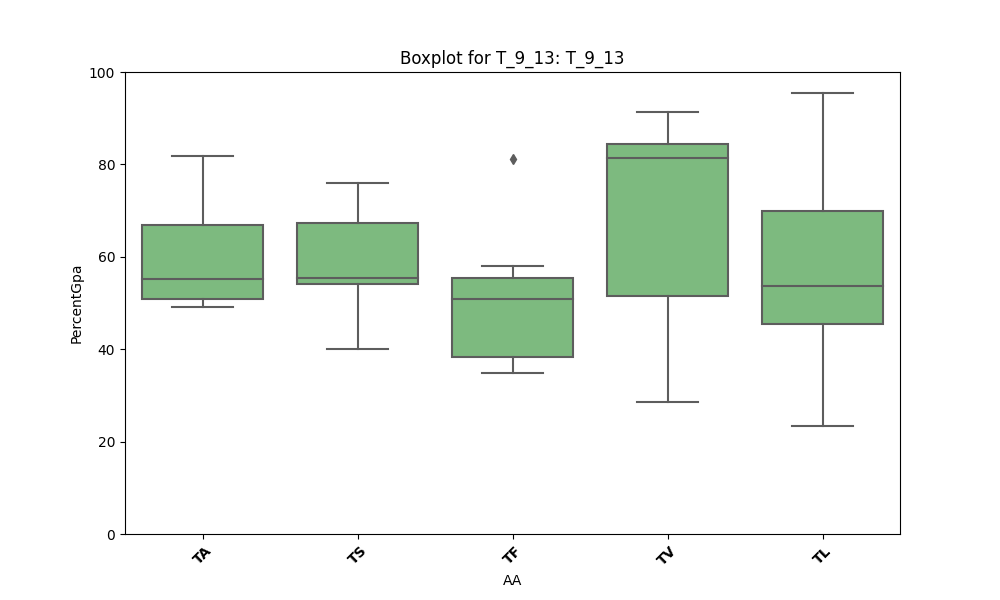 Boxplot for T_9_13: T_9_13
100
80
60
40
20
0
PercentGpa
TA
TS
TF
TV
TL
AA